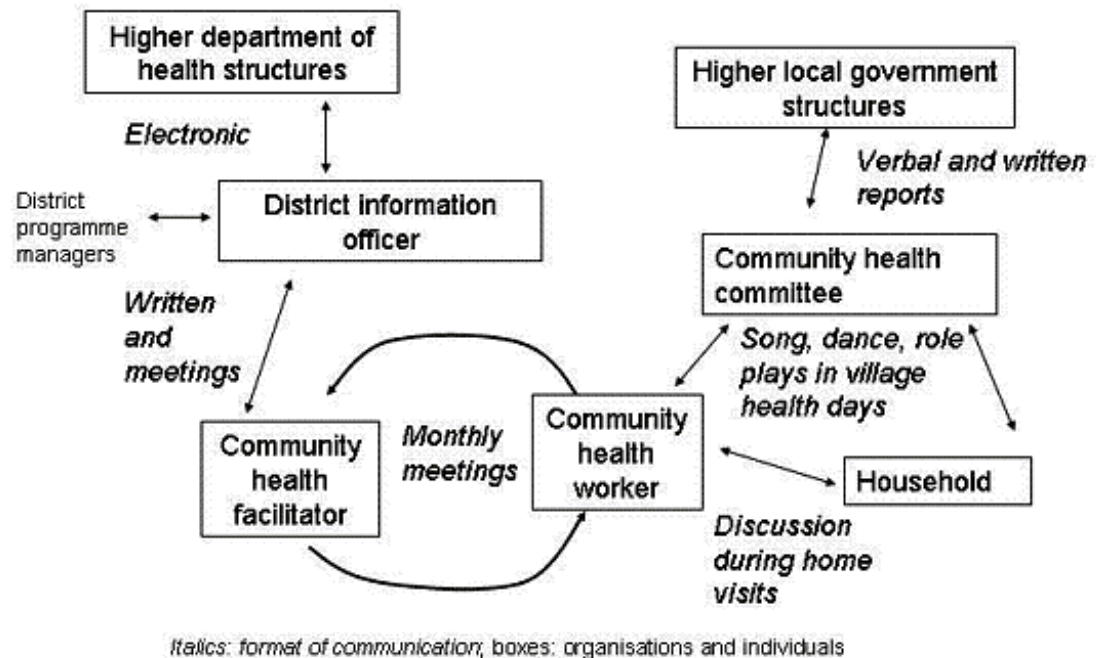 Higher department of
health structures
Higher local government
structures
Electronic
Verbal and written
reports
District
programme
managers
District information
officer
Community health
committee
Written
and
meetings
Song, dance, role
plays in village
health days
Community
health
facilitator
Monthly
meetings
Community
health
worker
Household
Discussion
during home
visits
Italics: format of communication; boxes: organisations and individuals